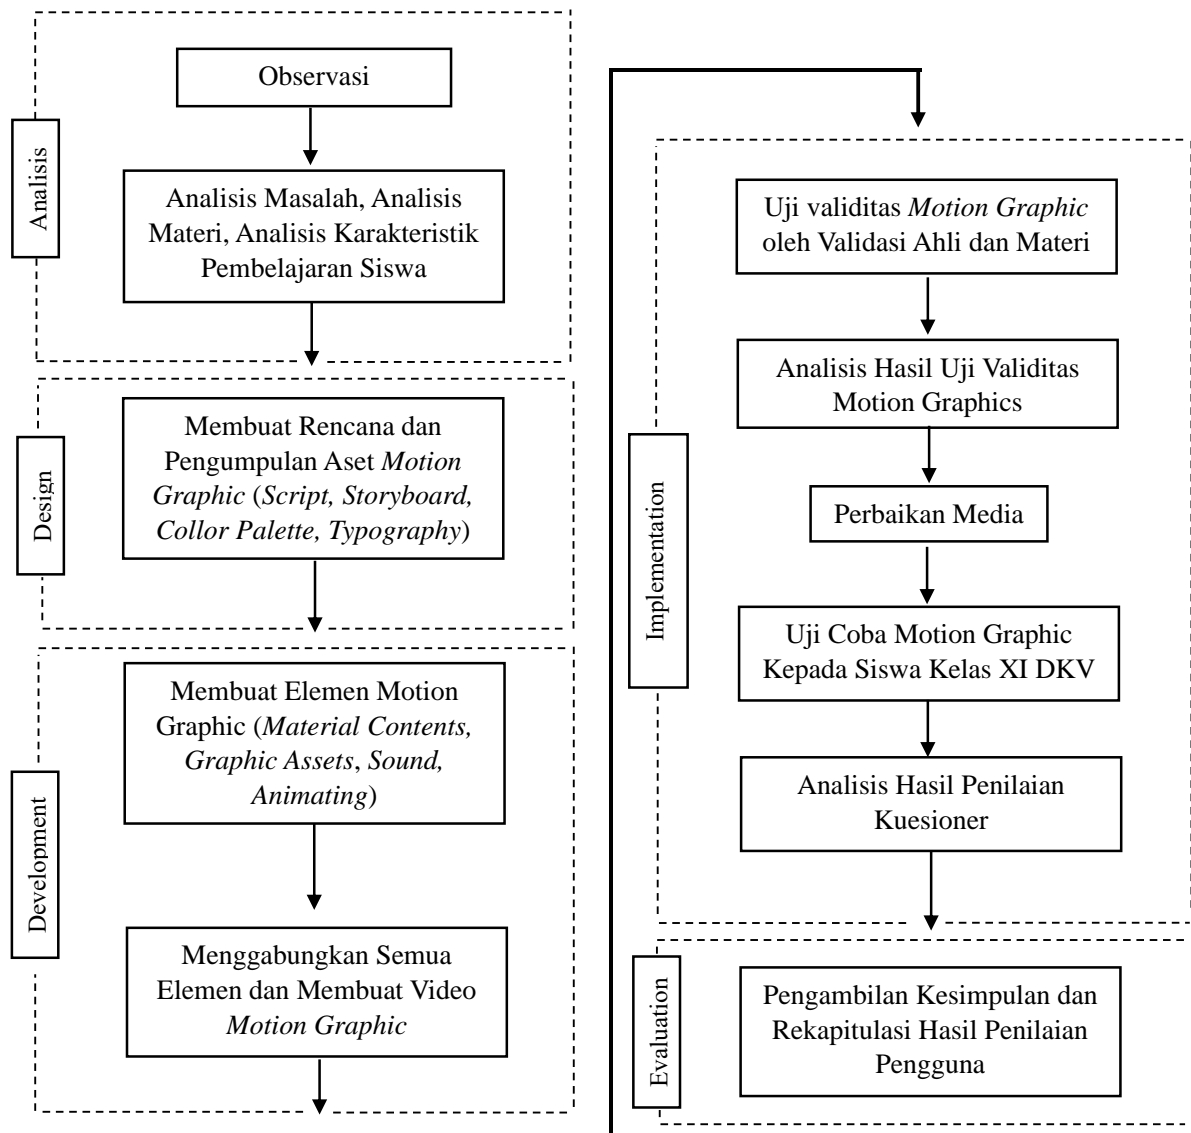 Analisis
Observasi
Analisis Masalah, Analisis
Materi, Analisis Karakteristik
Pembelajaran Siswa
Design
Membuat Rencana dan
Pengumpulan Aset Motion
Graphic (Script, Storyboard,
Collor Palette, Typography)
Development
Membuat Elemen Motion
Graphic (Material Contents,
Graphic Assets, Sound,
Animating)
Menggabungkan Semua
Elemen dan Membuat Video
Motion Graphic
Implementation
Uji validitas Motion Graphic
oleh Validasi Ahli dan Materi
Analisis Hasil Uji Validitas
Motion Graphics
Perbaikan Media
Uji Coba Motion Graphic
Kepada Siswa Kelas XI DKV
Analisis Hasil Penilaian
Kuesioner
Evaluation
Pengambilan Kesimpulan dan
Rekapitulasi Hasil Penilaian
Pengguna